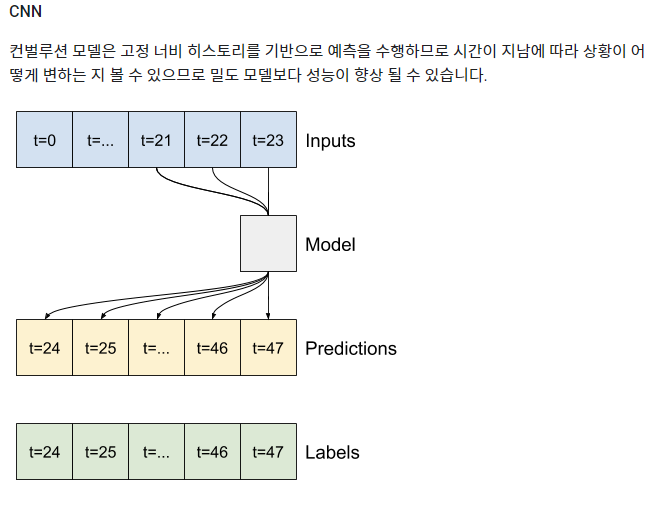 CNN
컨벌루션 모델은 고정 너비 히스토리를 기반으로 예측을 수행하므로 시간이 지남에 따라 상황이 어
떻게 변하는 지 볼 수 있으므로 밀도 모델보다 성능이 향상 될 수 있습니다.
t=0 t=... t=21 t=22 t=23 Inputs
Model
t=24 t=25 t=... t=46 t=47 Predictions
t=24 t=25 t=... t=46 t=47 Labels